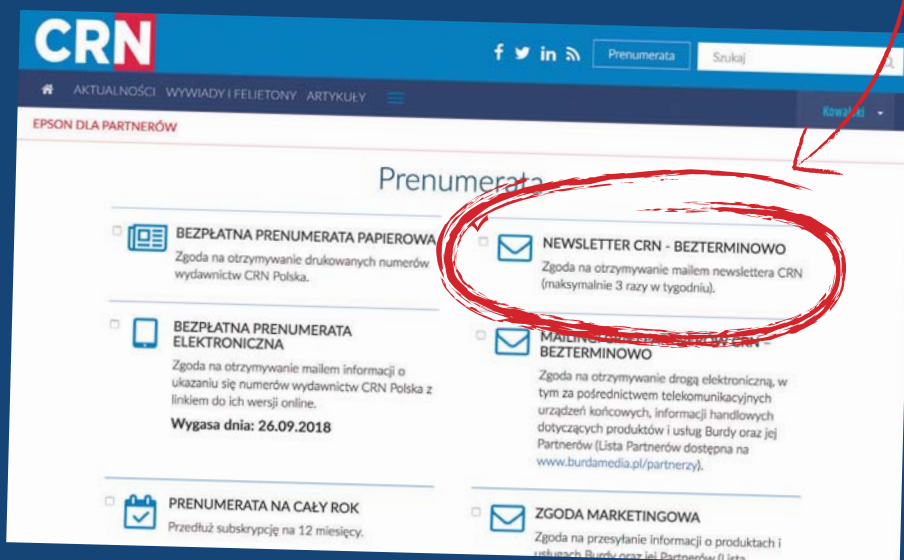 CRN
Prenumerata
Szukaj
AKTUALNOŚCI WYWIADY I FELIETONY ARTYKUŁY
Kowalski
EPSON DLA PARTNERÓW
Prenumerata
BEZPŁATNA PRENUMERATA PAPIEROWA
Zgoda na otrzymywanie drukowanych numerów
wydawnictw CRN Polska.
NEWSLETTER CRN - BEZTERMINOWO
Zgoda na otrzymywanie mailem newslettera CRN
(maksymalnie 3 razy w tygodniu).
BEZPŁATNA PRENUMERATA
ELEKTRONICZNA
Zgoda na otrzymywanie mailem informacji o
ukazaniu się numerów wydawnictw CRN Polska z
linkiem do ich wersji online.
Wygasa dnia: 26.09.2018
CRN –
BEZTERMINOWO
Zgoda na otrzymywanie drogą elektroniczną, w
tym za pośrednictwem telekomunikacyjnych
urządzeń końcowych, informacji handlowych
dotyczących produktów i usług Burdy oraz jej
Partnerów (Lista Partnerów dostępna na
www.burdamedia.pl/partnerzy).
PRENUMERATA NA CAŁY ROK
Przedłuż subskrypcję na 12 miesięcy.
ZGODA MARKETINGOWA
Zgoda na przesyłanie informacji o produktach i
usługach Burdy oraz jej Partnerów (Lista